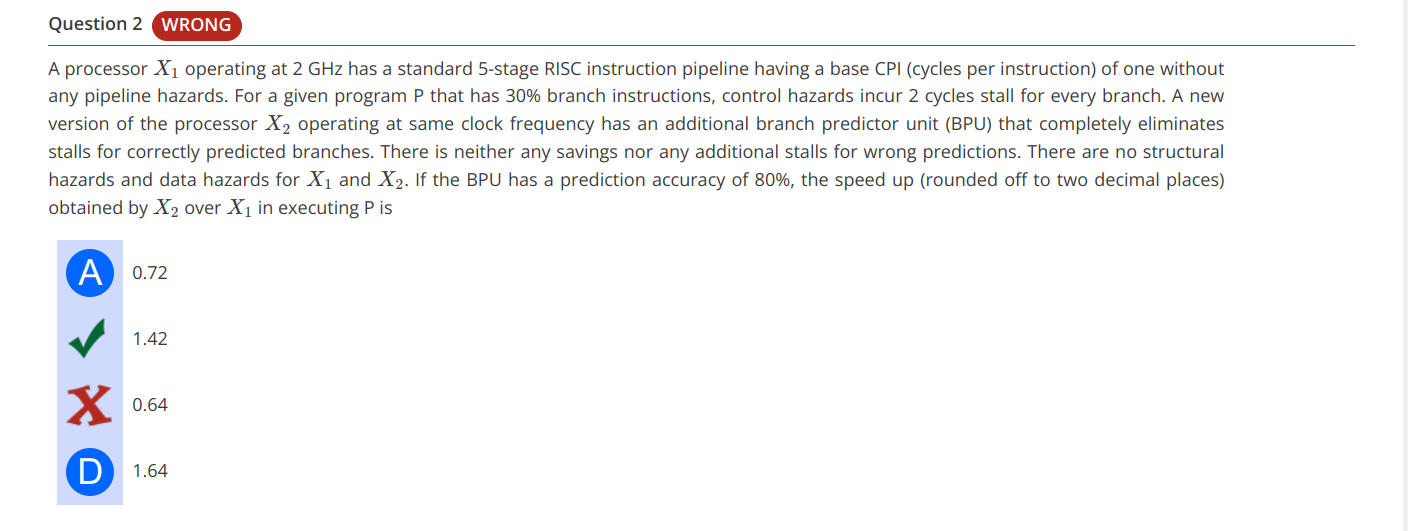 Question 2 WRONG
A processor X₁ operating at 2 GHz has a standard 5-stage RISC instruction pipeline having a base CPI (cycles per instruction) of one without
any pipeline hazards. For a given program P that has 30% branch instructions, control hazards incur 2 cycles stall for every branch. A new
version of the processor X₂ operating at same clock frequency has an additional branch predictor unit (BPU) that completely eliminates
stalls for correctly predicted branches. There is neither any savings nor any additional stalls for wrong predictions. There are no structural
hazards and data hazards for X₁ and X₂. If the BPU has a prediction accuracy of 80%, the speed up (rounded off to two decimal places)
obtained by X₂ over X₁ in executing P is
A 0.72
1.42
X 0.64
D 1.64